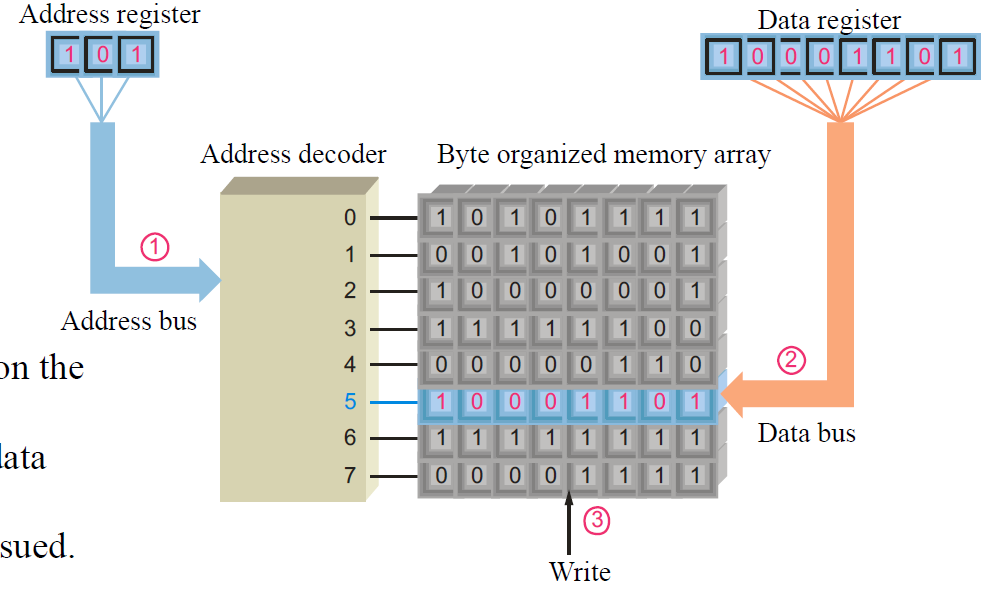 Address register
Data register
1 0 1
1 0 0 0 1 1 0 1
Address decoder
Byte organized memory array
0
1 0 1 0 1 1 1 1
1
0 0 1 0 1 0 0 1
2
1 0 0 0 0 0 0 1
3
1 1 1 1 1 1 0 0
4
0 0 0 0 0 1 1 0
5
1 0 0 0 1 1 0 1
6
1 1 1 1 1 1 1 1
7
0 0 0 0 1 1 1 1
1
Address bus
on the
2
Data bus
data
3
sued.
Write